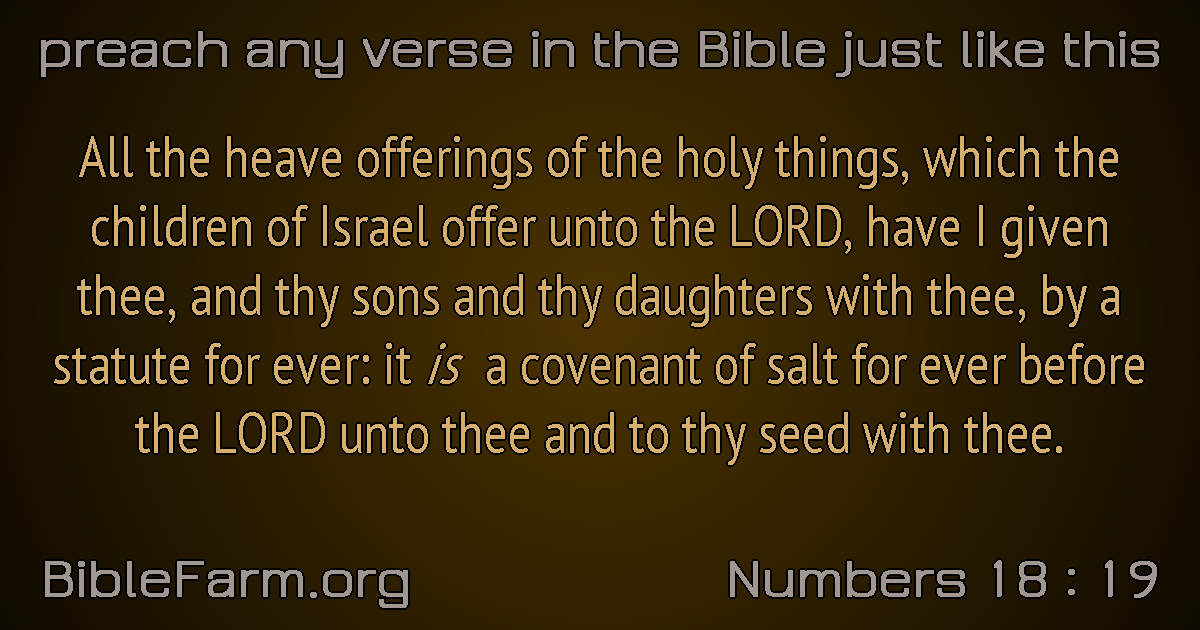 preach any verse in the Bible just like this
All the heave offerings of the holy things, which the
children of Israel offer unto the LORD, have I given
thee, and thy sons and thy daughters with thee, by a
statute for ever: it is a covenant of salt for ever before
the LORD unto thee and to thy seed with thee.
BibleFarm.org
Numbers 18 : 19